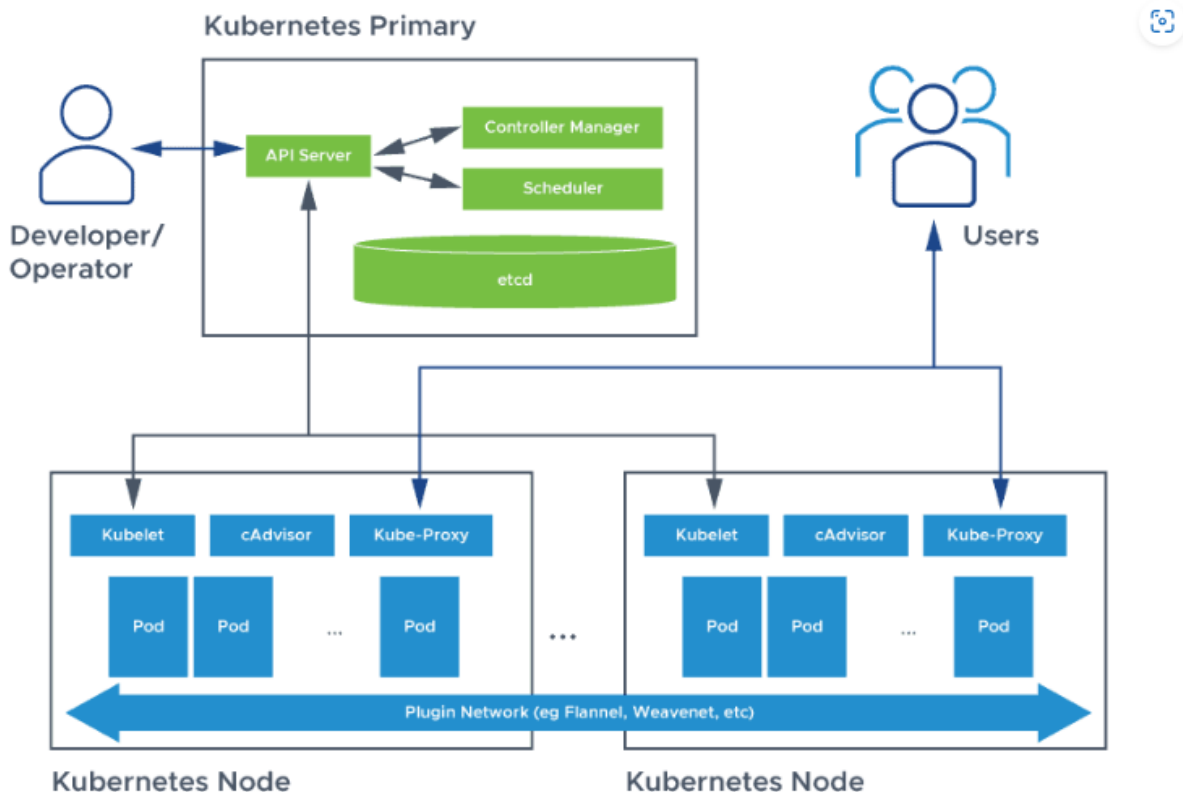 Kubernetes Primary
API Server
Controller Manager
Scheduler
etcd
Developer/
Operator
Users
Kubelet
cAdvisor
Kube-Proxy
Pod
Pod
...
Pod
...
Kubelet
cAdvisor
Kube-Proxy
Pod
Pod
...
Pod
Plugin Network (eg Flannel, Weavenet, etc)
Kubernetes Node
Kubernetes Node